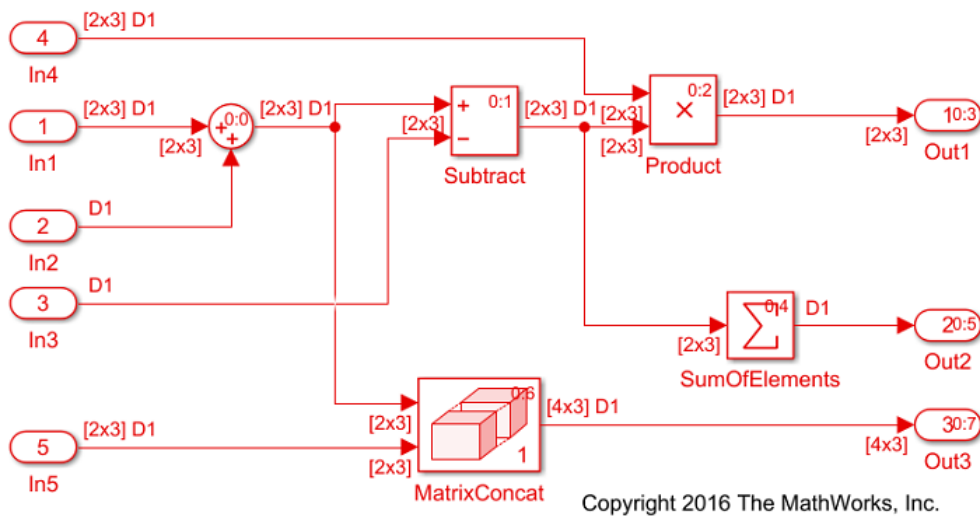 [2x3] D1
4
In4
[2x3] D1
1
In1
[2x3]
0:0
+
+
[2x3] D1
D1
2
In2
D1
3
In3
+
−
0:1
[2x3]
Subtract
[2x3] D1
[2x3]
[2x3]
0:2
×
Product
[2x3] D1
[2x3]
1 0:3
Out1
[2x3]
0:4
∑
SumOfElements
D1
2 0:5
Out2
[2x3] D1
5
In5
[2x3]
[2x3]
0:6
1
MatrixConcat
[4x3] D1
[4x3]
3 0:7
Out3
Copyright 2016 The MathWorks, Inc.